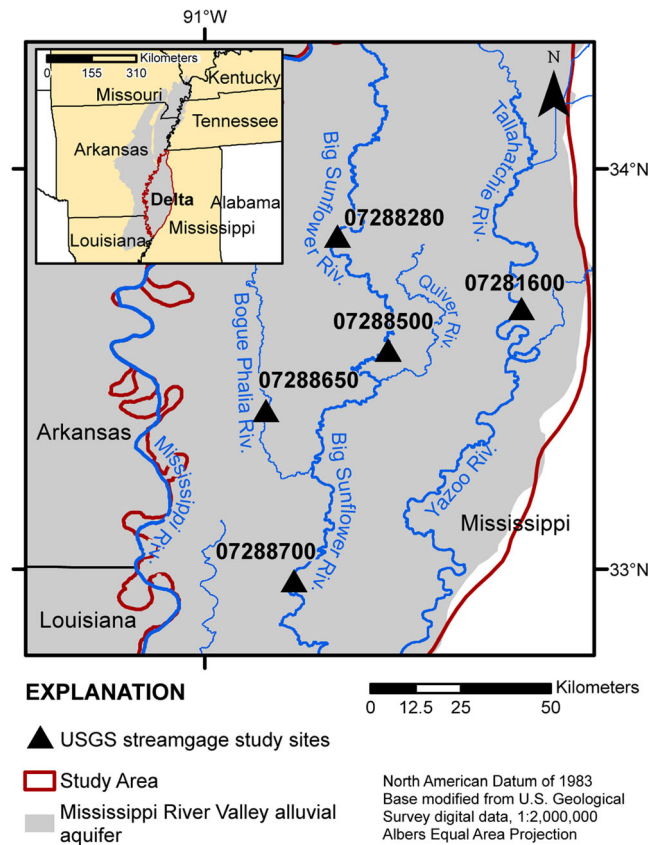 91°W
Kilometers
0 155 310
Kentucky
Missouri
Tennessee
Arkansas
Alabama
Delta
Mississippi
Louisiana
N
34°N
Big Sunflower Riv.
Tallahatchie Riv.
07288280
07281600
Quiver Riv.
07288500
Bogue Phalia Riv.
07288650
Arkansas
Mississippi Riv.
Big Sunflower Riv.
Yazoo Riv.
Mississippi
07288700
33°N
Louisiana
EXPLANATION
Kilometers
0 12.5 25 50
USGS streamgage study sites
Study Area
Mississippi River Valley alluvial
aquifer
North American Datum of 1983
Base modified from U.S. Geological
Survey digital data, 1:2,000,000
Albers Equal Area Projection